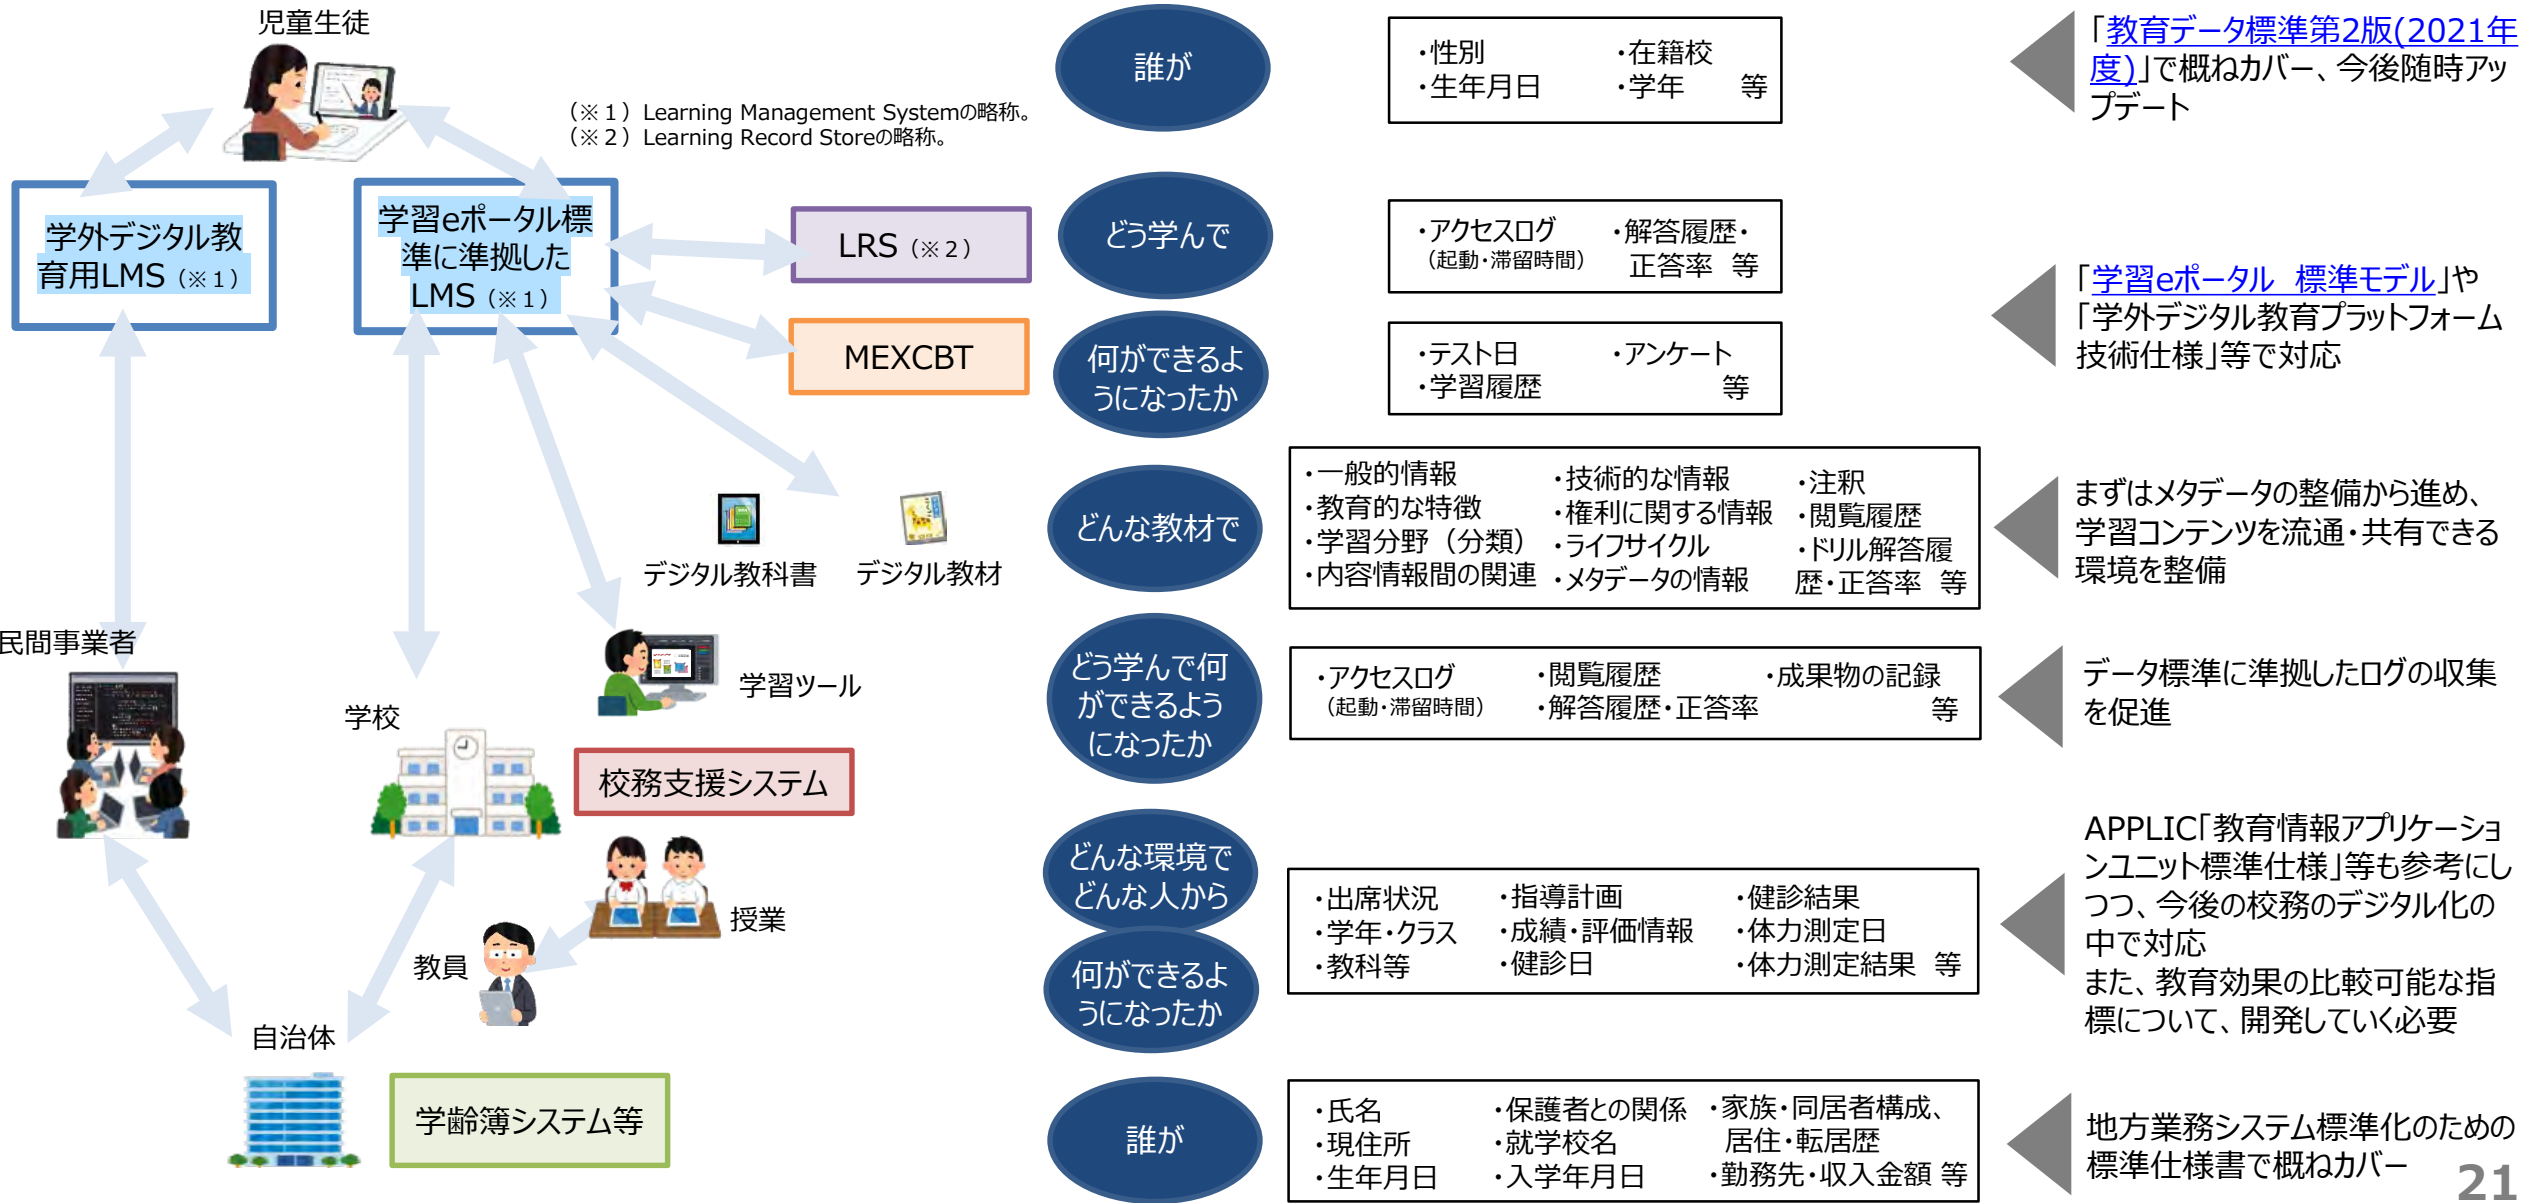 児童生徒
(※1) Learning Management Systemの略称。
(※2) Learning Record Storeの略称。
学外デジタル教
育用LMS(※1)
学習eポータル標
準に準拠した
LMS(※1)
LRS(※2)
MEXCBT
デジタル教科書
デジタル教材
民間事業者
学習ツール
学校
校務支援システム
授業
教員
自治体
学齢簿システム等
誰が
・性別
・在籍校
・生年月日
・学年 等
「教育データ標準第2版(2021年
度)」で概ねカバー、今後随時アッ
プデート
どう学んで
・アクセスログ
(起動・滞留時間)
・解答履歴・
正答率 等
何ができるよ
うになったか
・テスト日
・アンケート
・学習履歴
等
「学習eポータル 標準モデル」や
「学外デジタル教育プラットフォーム
技術仕様」等で対応
どんな教材で
・一般的情報
・教育的な特徴
・学習分野(分類)
・内容情報間の関連
・技術的な情報
・権利に関する情報
・ライフサイクル
・メタデータの情報
・注釈
・閲覧履歴
・ドリル解答履
歴・正答率 等
まずはメタデータの整備から進め、
学習コンテンツを流通・共有できる
環境を整備
どう学んで何
ができるよう
になったか
・アクセスログ
(起動・滞留時間)
・閲覧履歴
・解答履歴・正答率
・成果物の記録
等
データ標準に準拠したログの収集
を促進
どんな環境で
どんな人から
何ができるよ
うになったか
・出席状況
・学年・クラス
・教科等
・指導計画
・成績・評価情報
・健診日
・健診結果
・体力測定日
・体力測定結果 等
APPLIC「教育情報アプリケーショ
ンユニット標準仕様」等も参考にし
つつ、今後の校務のデジタル化の
中で対応
また、教育効果の比較可能な指
標について、開発していく必要
誰が
・氏名
・現住所
・生年月日
・保護者との関係
・就学校名
・入学年月日
・家族・同居者構成、
居住・転居歴
・勤務先・収入金額 等
地方業務システム標準化のための
標準仕様書で概ねカバー
21